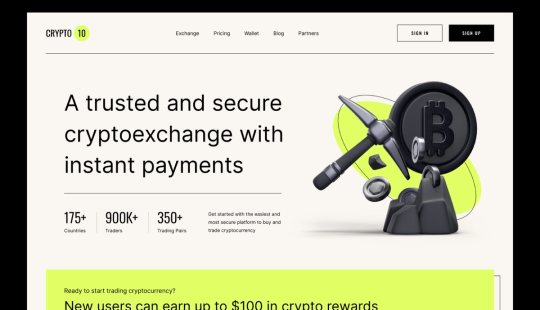 CRYPTO 10
Exchange Pricing Wallet Blog Partners
SIGN IN SIGN UP
A trusted and secure
cryptoexchange with
instant payments
175+ 900K+ 350+
Countries Traders Trading Pairs
Get started with the easiest and
most secure platform to buy and
trade cryptocurrency
Ready to start trading cryptocurrency?
New users can earn up to $100 in crypto rewards